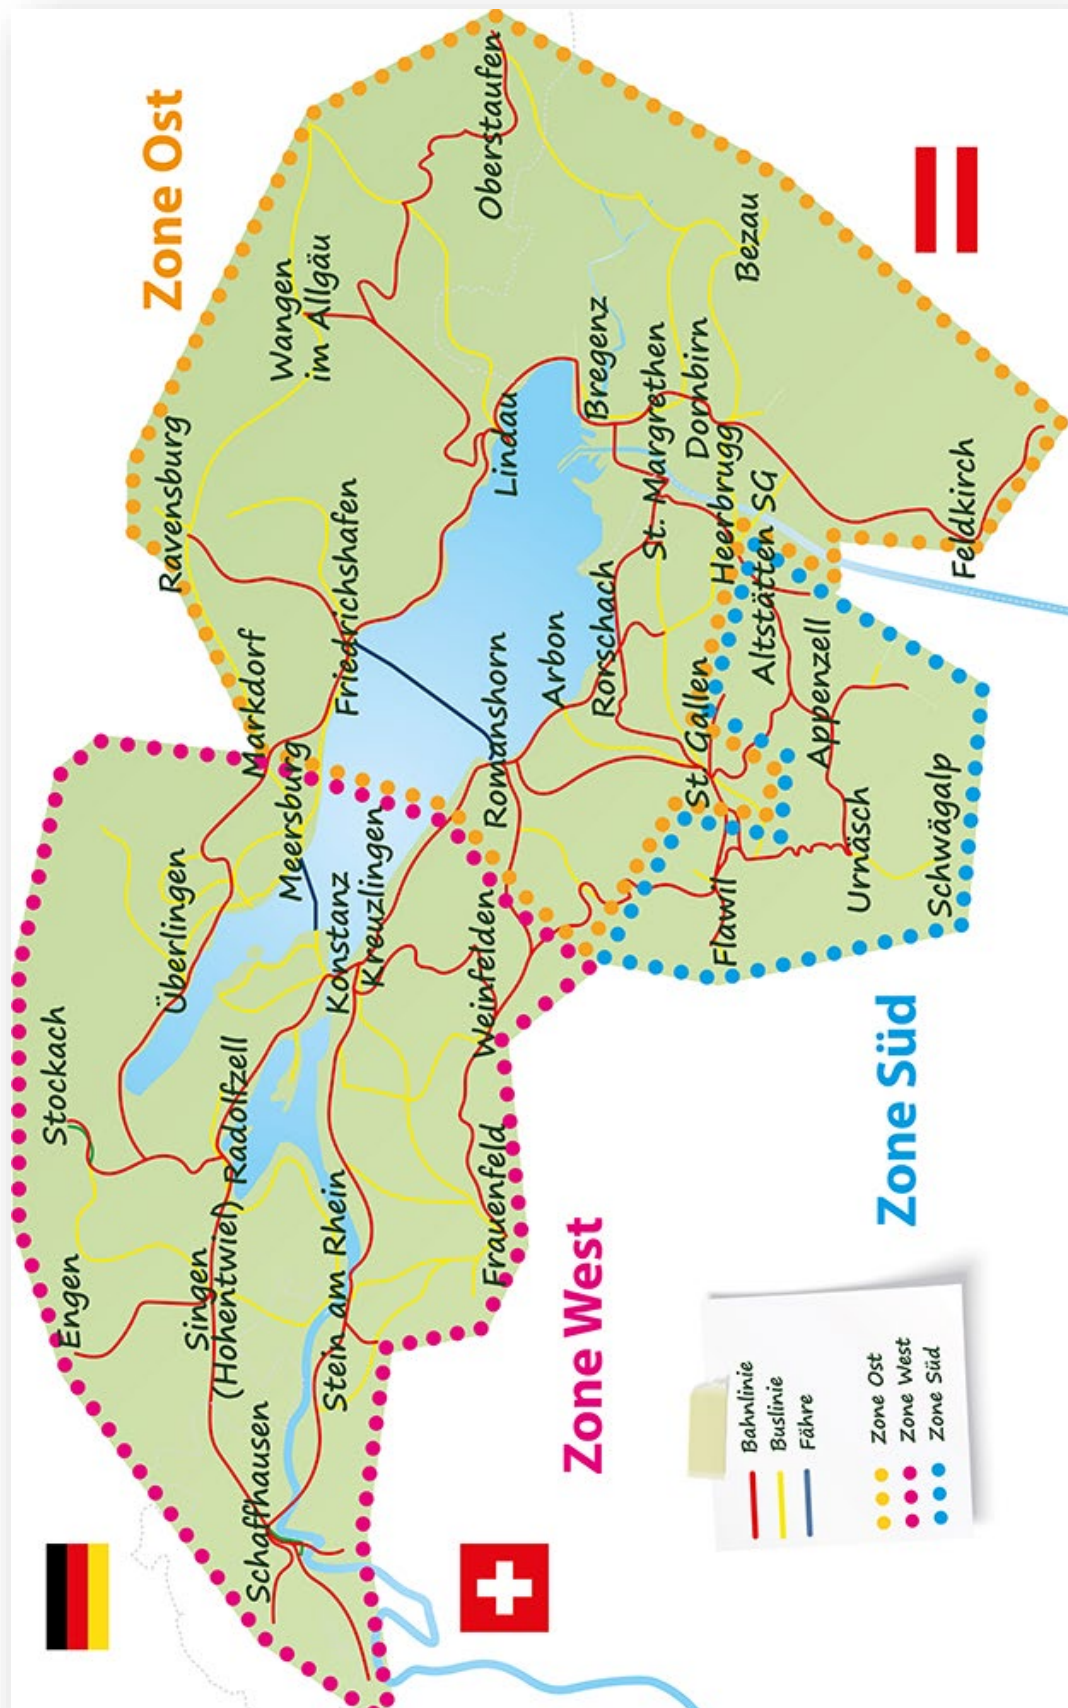 Zone Ost
Oberstaufen
Wangen
im Allgäu
Ravensburg
Bezau
Bregenz
Lindau
St. Margrethen
Dornbirn
Heerbrugg
Friedrichshafen
Markdorf
Altstätten SG
Feldkirch
Rorschach
Arbon
Romanshorn
St. Gallen
Appenzell
Meersburg
Überlingen
Konstanz
Kreuzlingen
Weinfelden
Flawil
Urnäsch
Schwägalp
Stockach
Radolfzell
Engen
Singen
(Hohentwiel)
Stein am Rhein
Frauenfeld
Schaffhausen
Zone Süd
Zone West
Bahnlinie
Buslinie
Fähre
Zone Ost
Zone West
Zone Süd